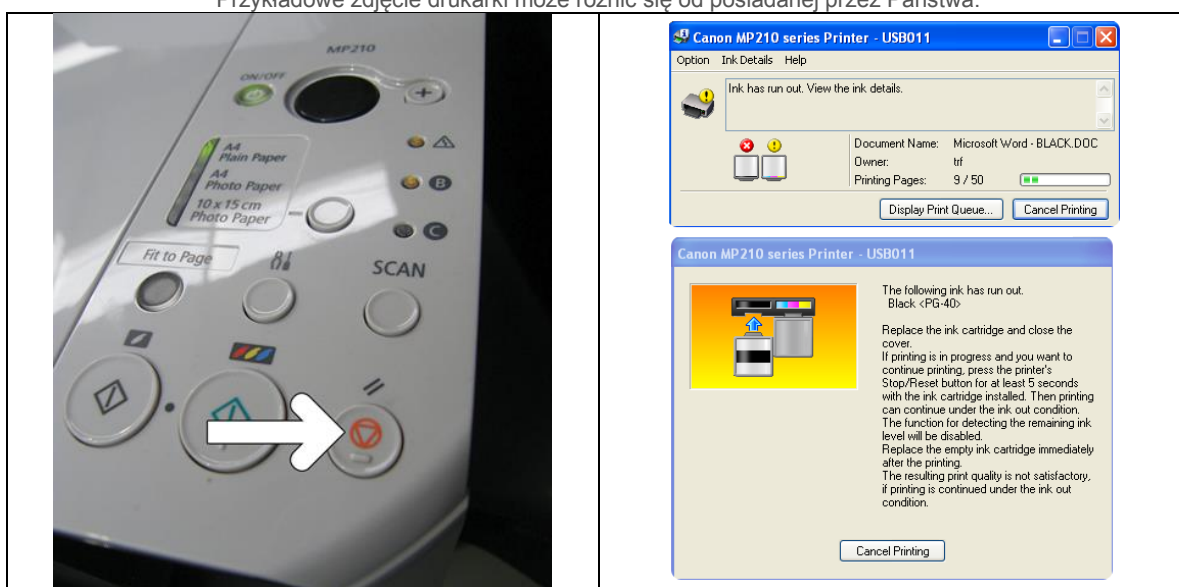 Przykładowe zdjęcie drukarki może różnić się od posiadanej przez Państwa.
MP210
ON/OFF
A4
Plain Paper
A4
Photo Paper
10 x 15 cm
Photo Paper
MENU
B
C
Fit to Page
SCAN
Canon MP210 series Printer - USB011
Option Ink Details Help
Ink has run out. View the ink details.
Document Name: Microsoft Word - BLACK.DOC
Owner: trf
Printing Pages: 9 / 50
Display Print Queue... Cancel Printing
Canon MP210 series Printer - USB011
The following ink has run out.
Black <PG-40>
Replace the ink cartridge and close the
cover.
If printing is in progress and you want to
continue printing, press the printer's
Stop/Reset button for at least 5 seconds
with the ink cartridge installed. Then printing
can continue under the ink out condition.
The function for detecting the remaining ink
level will be disabled.
Replace the empty ink cartridge immediately
after the printing.
The resulting print quality is not satisfactory,
if printing is continued under the ink out
condition.
Cancel Printing